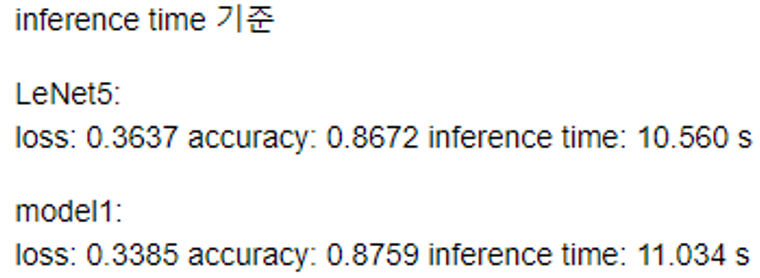 inference time 기준
LeNet5:
loss: 0.3637 accuracy: 0.8672 inference time: 10.560 s
model1:
loss: 0.3385 accuracy: 0.8759 inference time: 11.034 s